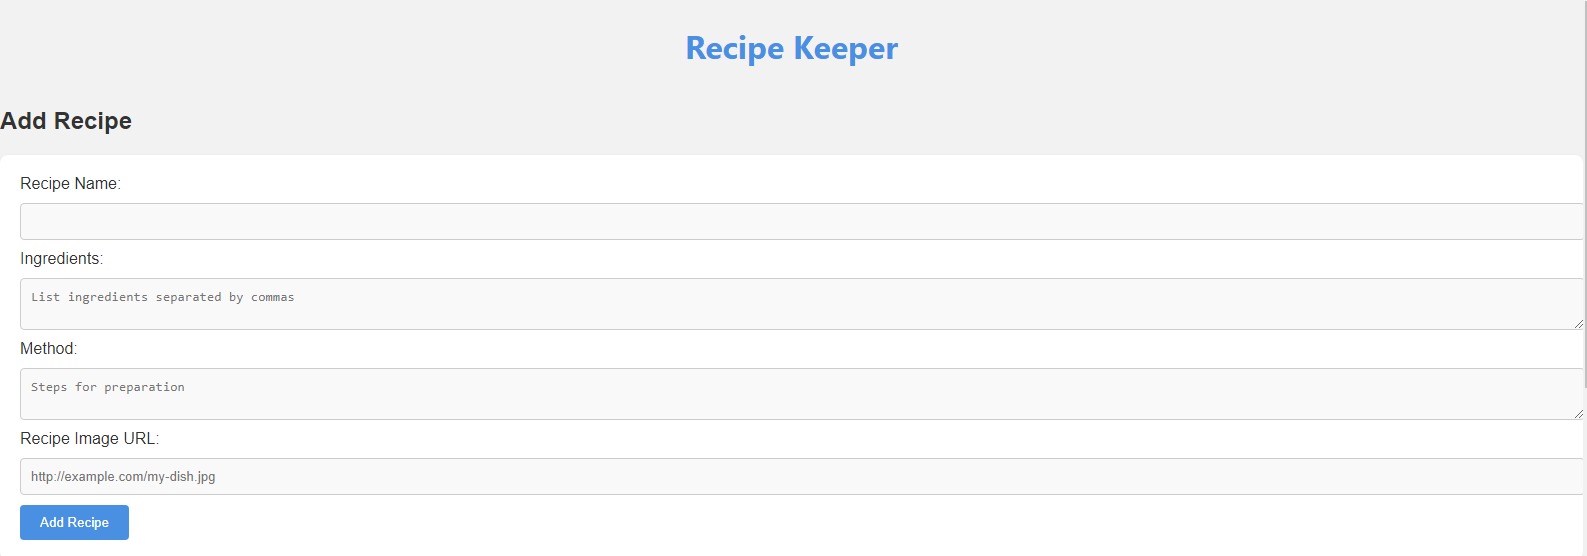 Recipe Keeper
Add Recipe
Recipe Name:
Ingredients:
List ingredients separated by commas
Method:
Steps for preparation
Recipe Image URL:
http://example.com/my-dish.jpg
Add Recipe